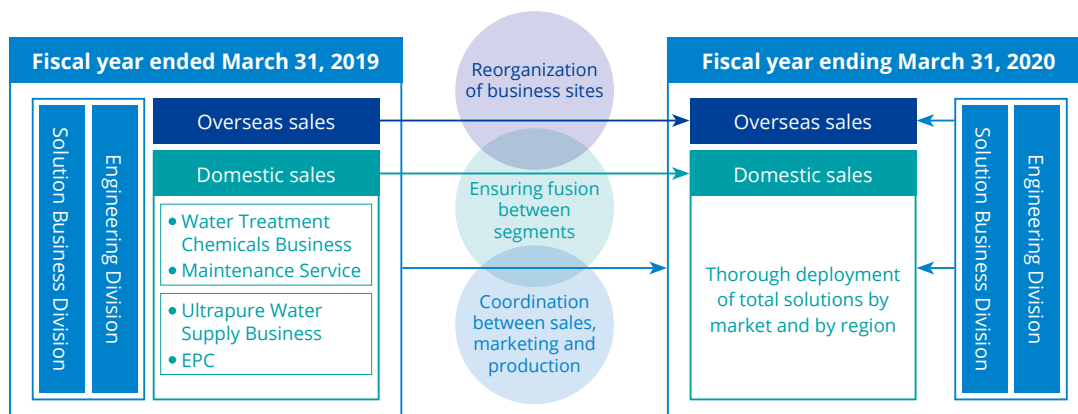 Fiscal year ended March 31, 2019
Solution Business Division
Engineering Division
Overseas sales
Domestic sales
• Water Treatment
Chemicals Business
• Maintenance Service
• Ultrapure Water
Supply Business
• EPC
Reorganization
of business sites
Ensuring fusion
between
segments
Coordination
between sales,
marketing and
production
Fiscal year ending March 31, 2020
Overseas sales
Domestic sales
Thorough deployment
of total solutions by
market and by region
Solution Business Division
Engineering Division